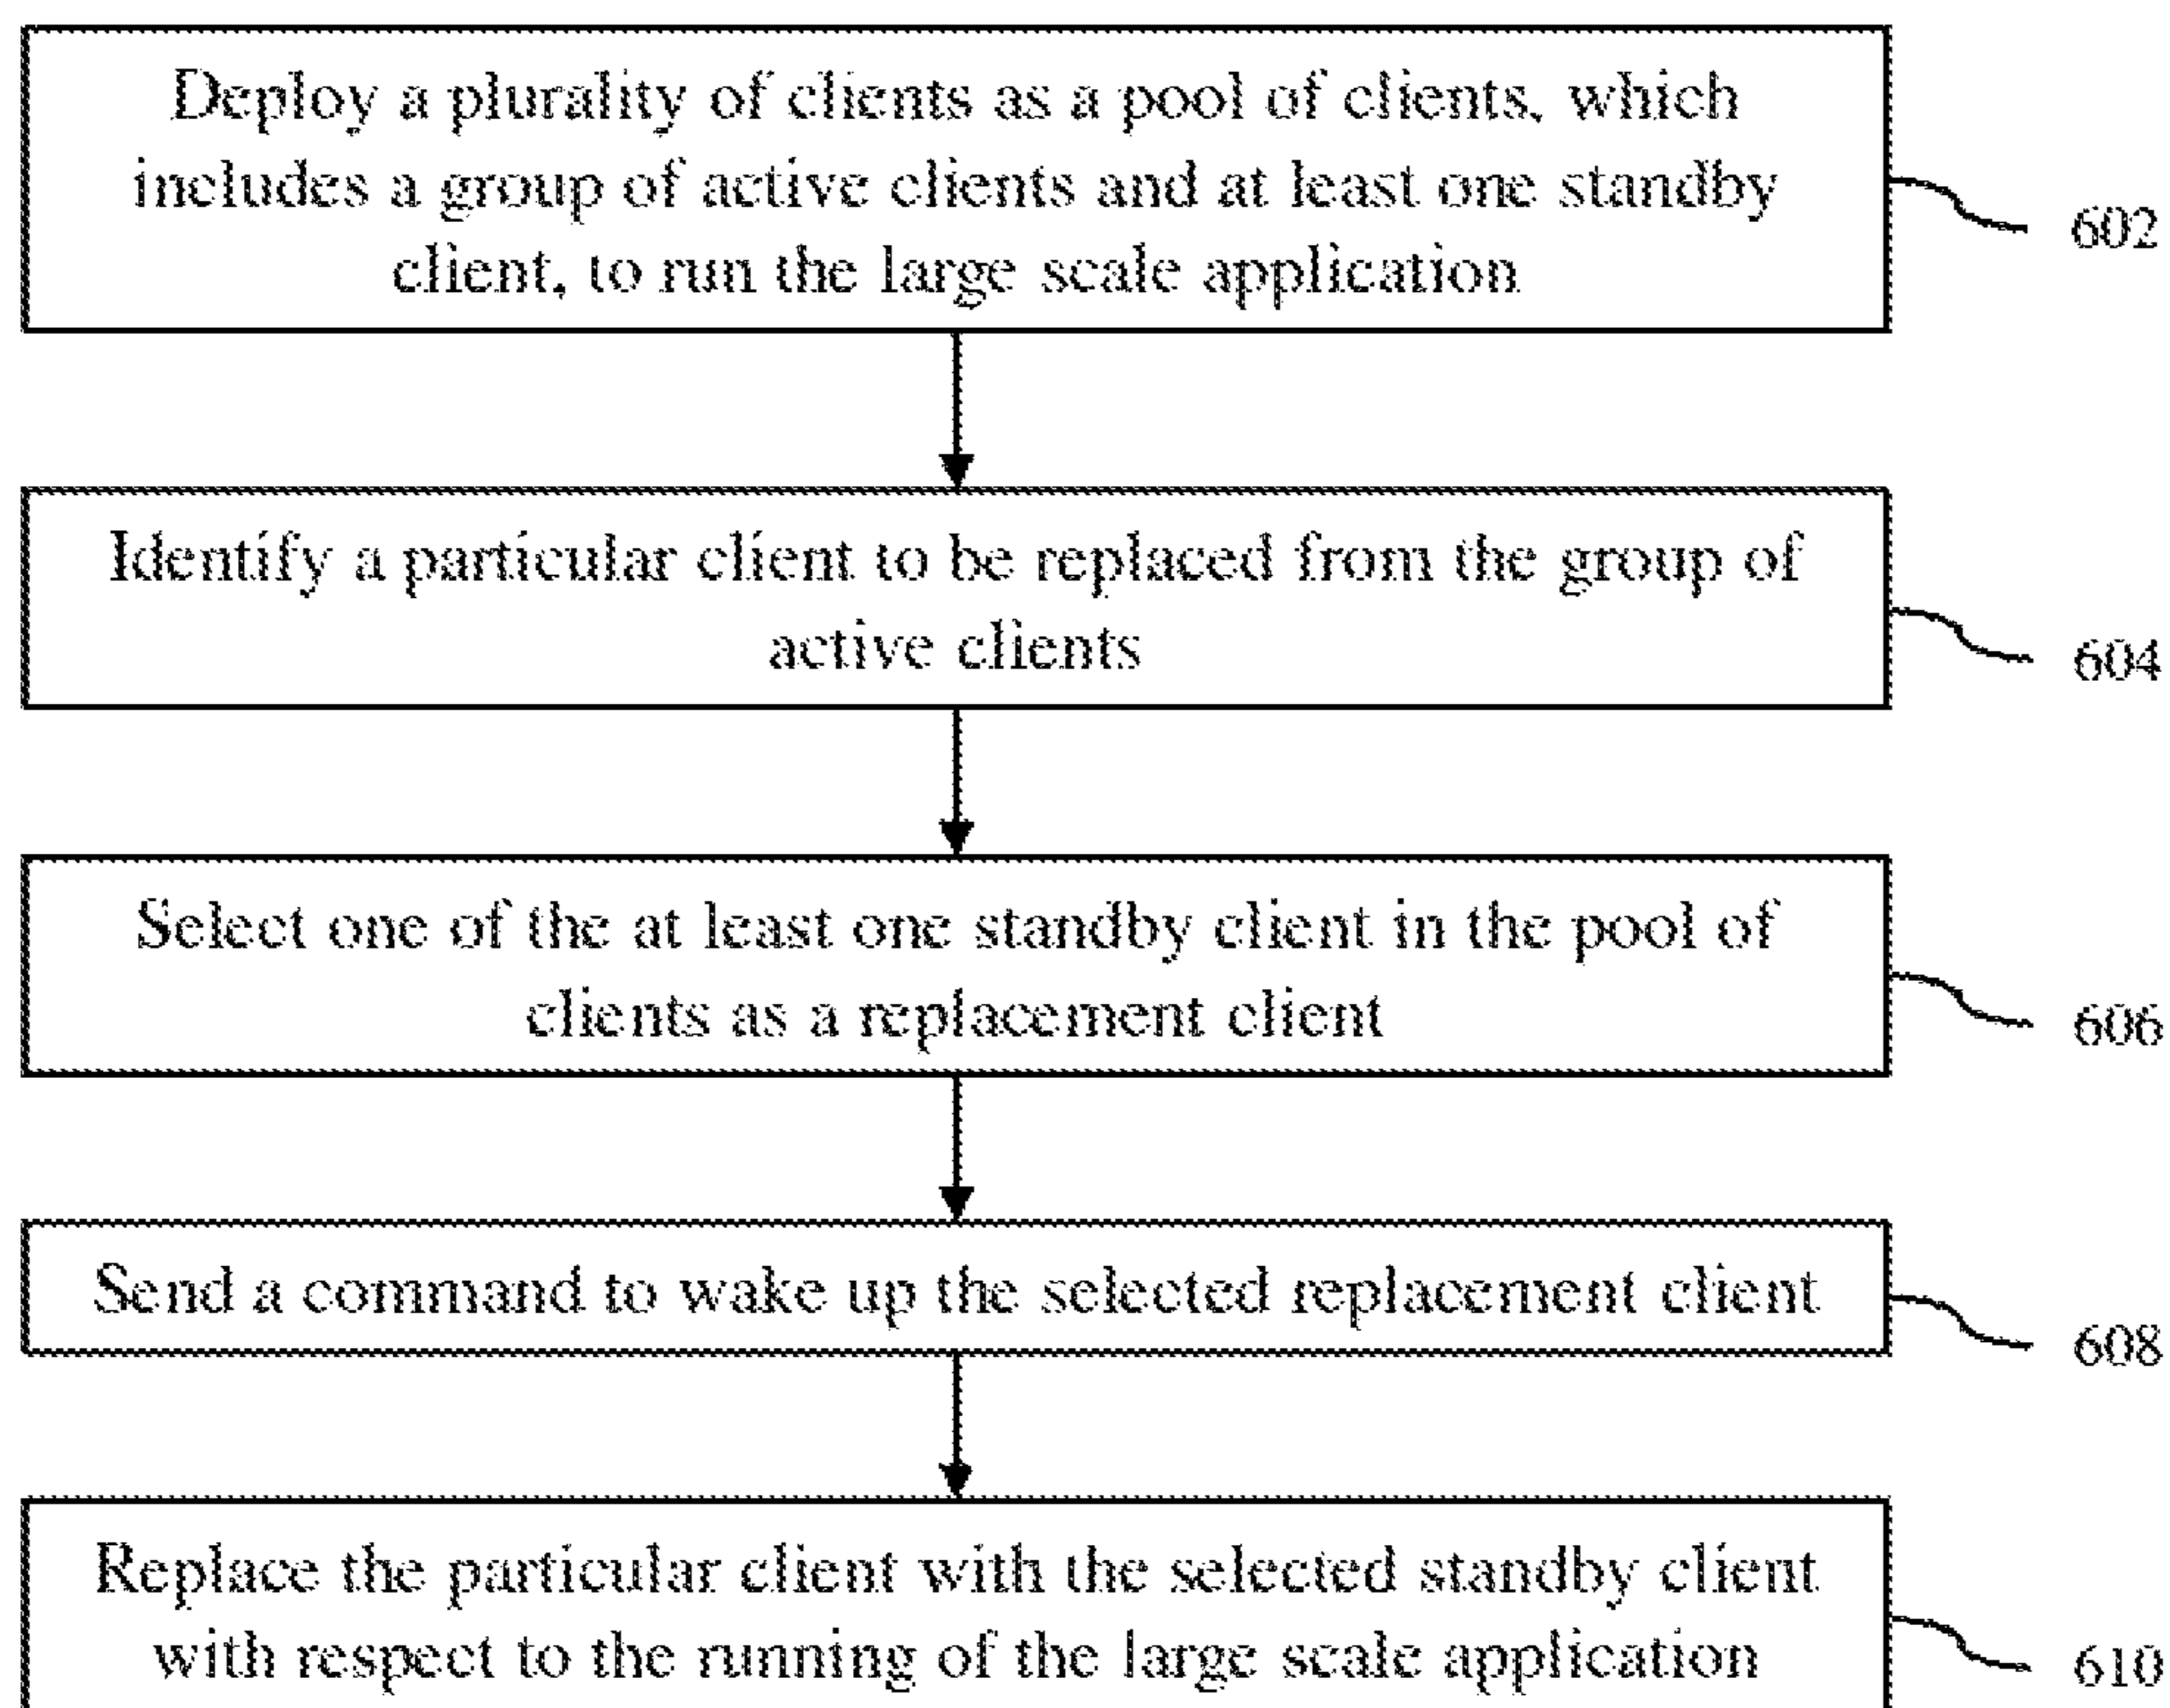 Deploy a plurality of clients as a pool of clients, which
includes a group of active clients and at least one standby
client, to run the large scale application
602
Identify a particular client to be replaced from the group of
active clients
604
Select one of the at least one standby client in the pool of
clients as a replacement client
606
Send a command to wake up the selected replacement client
608
Replace the particular client with the selected standby client
with respect to the running of the large scale application
610